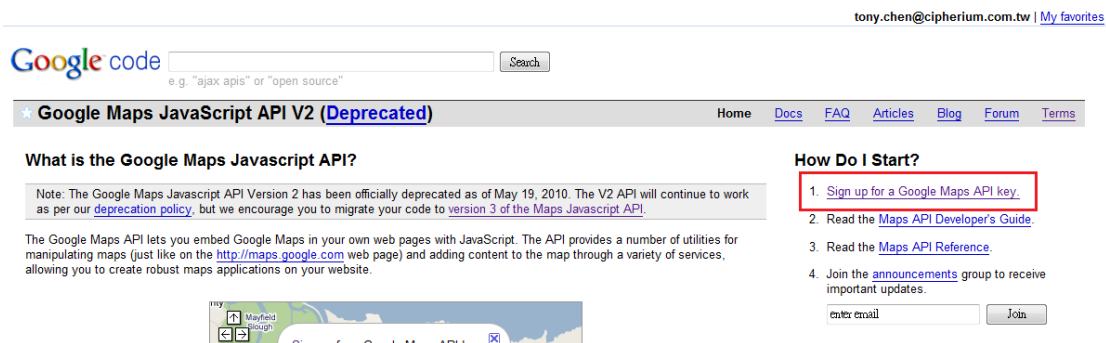 tony.chen@cipherium.com.tw | My favorites
Google code
Search
e.g. "ajax apis" or "open source"
Google Maps JavaScript API V2 (Deprecated)
Home Docs FAQ Articles Blog Forum Terms
What is the Google Maps Javascript API?
Note: The Google Maps Javascript API Version 2 has been officially deprecated as of May 19, 2010. The V2 API will continue to work
as per our deprecation policy, but we encourage you to migrate your code to version 3 of the Maps Javascript API.
The Google Maps API lets you embed Google Maps in your own web pages with JavaScript. The API provides a number of utilities for
manipulating maps (just like on the http://maps.google.com web page) and adding content to the map through a variety of services,
allowing you to create robust maps applications on your website.
Mayfield
Slough
How Do I Start?
1. Sign up for a Google Maps API key.
2. Read the Maps API Developer's Guide.
3. Read the Maps API Reference.
4. Join the announcements group to receive
important updates.
enter email
Join